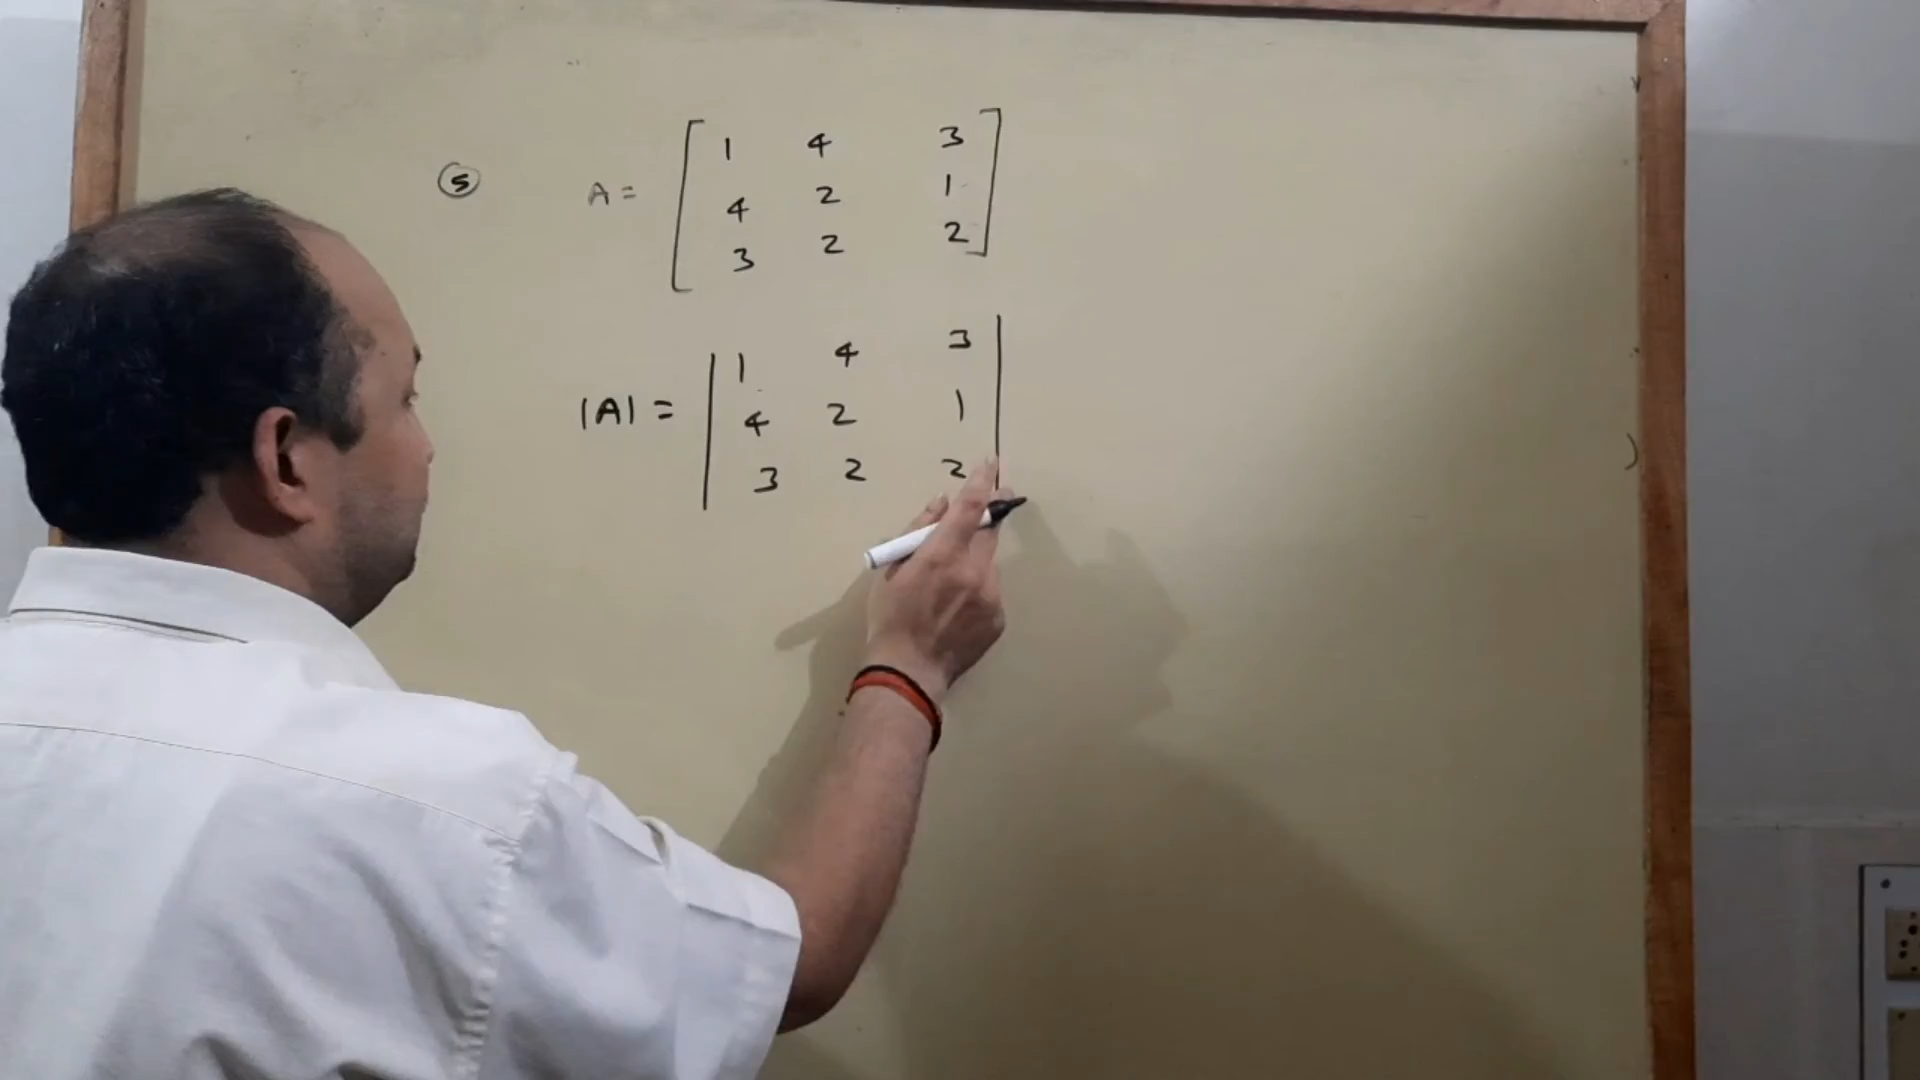 ⑤ A = [ 1 4 3
4 2 1
3 2 2 ]
|A| = | 1 4 3
4 2 1
3 2 2 |